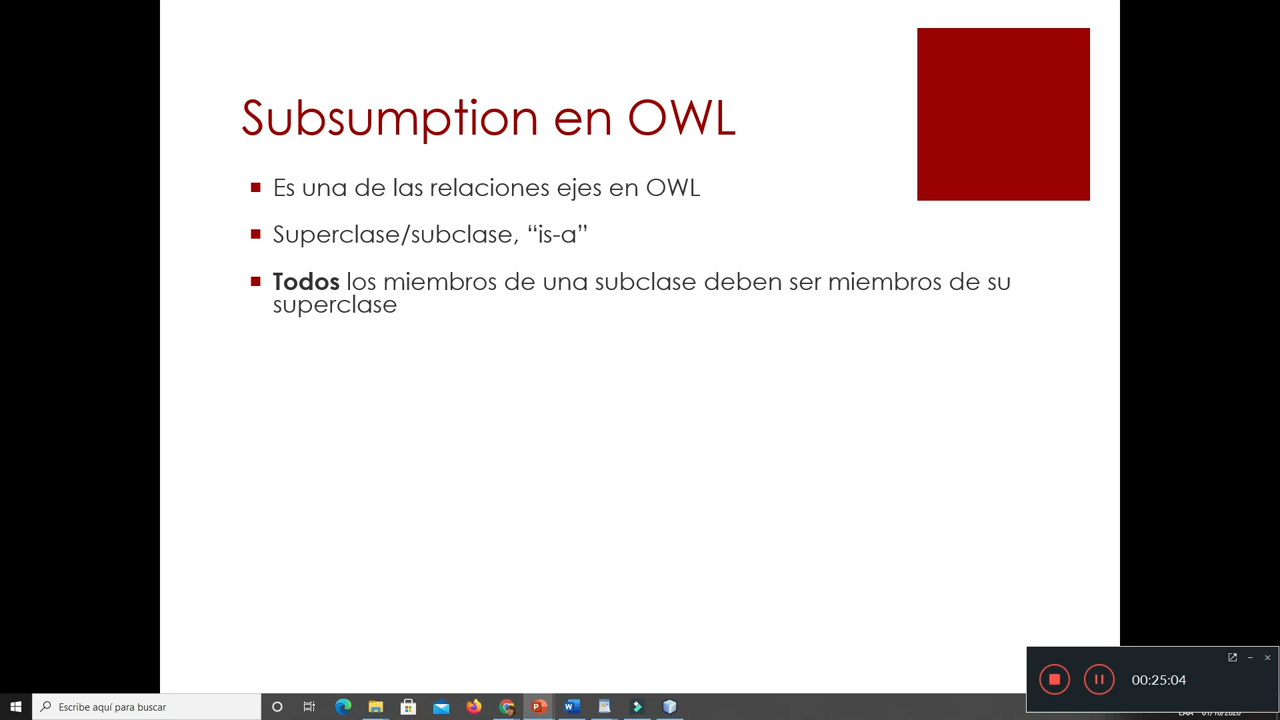 Subsumption en OWL
Es una de las relaciones ejes en OWL
Superclase/subclase, “is-a”
Todos los miembros de una subclase deben ser miembros de su
superclase
00:25:04
Escribe aquí para buscar